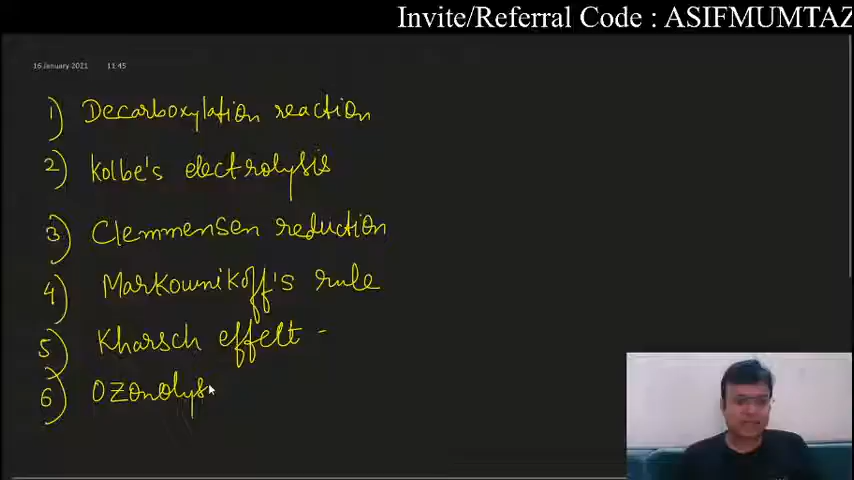 Invite/Referral Code : ASIFMUMTAZ
16 January 2021 11:45
1) Decarboxylation reaction
2) Kolbe's electrolysis
3) Clemmensen reduction
4) Markownikoff's rule
5) Kharsch effect -
6) Ozonolys